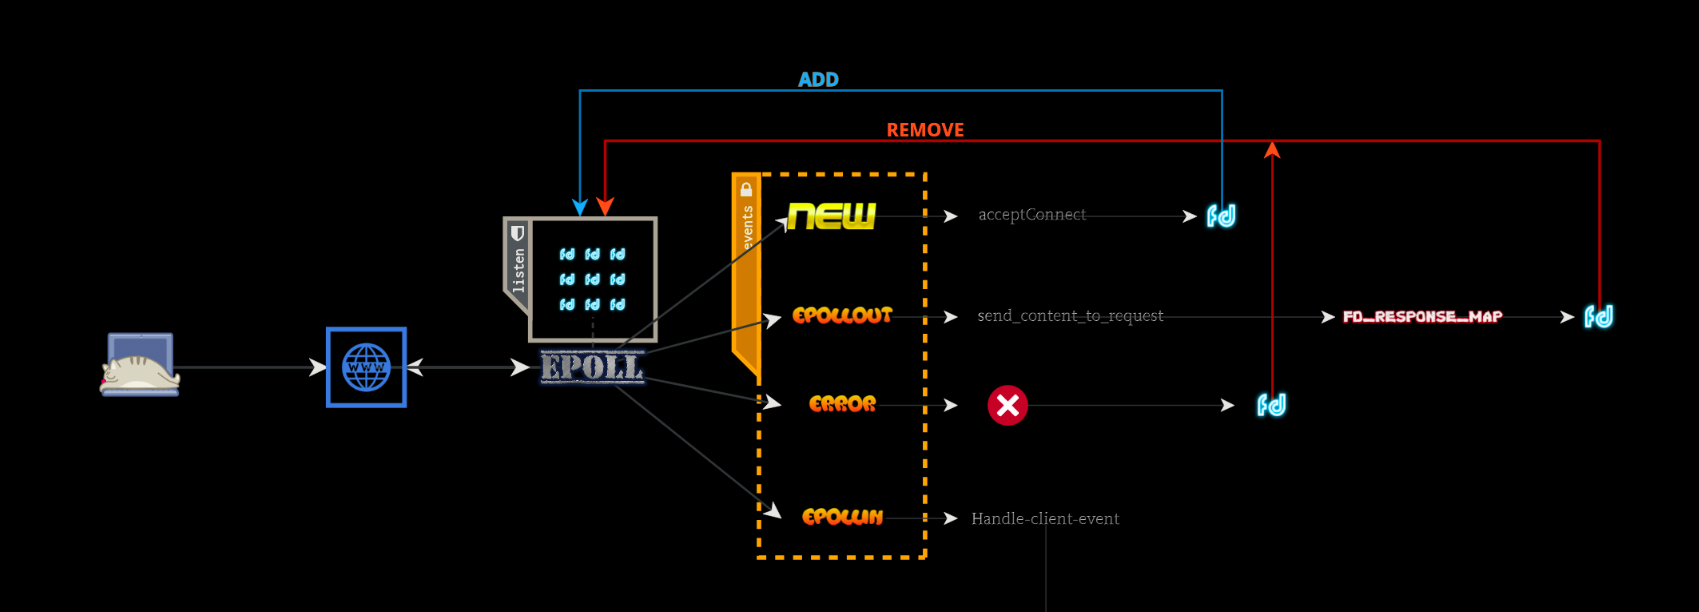 ADD
REMOVE
listen
fd fd fd
fd fd fd
fd fd fd
events
NEW
acceptConnect
fd
EPOLLOUT
send_content_to_request
FD_RESPONSE_MAP
fd
WWW
EPOLL
ERROR
fd
EPOLLIN
Handle-client-event